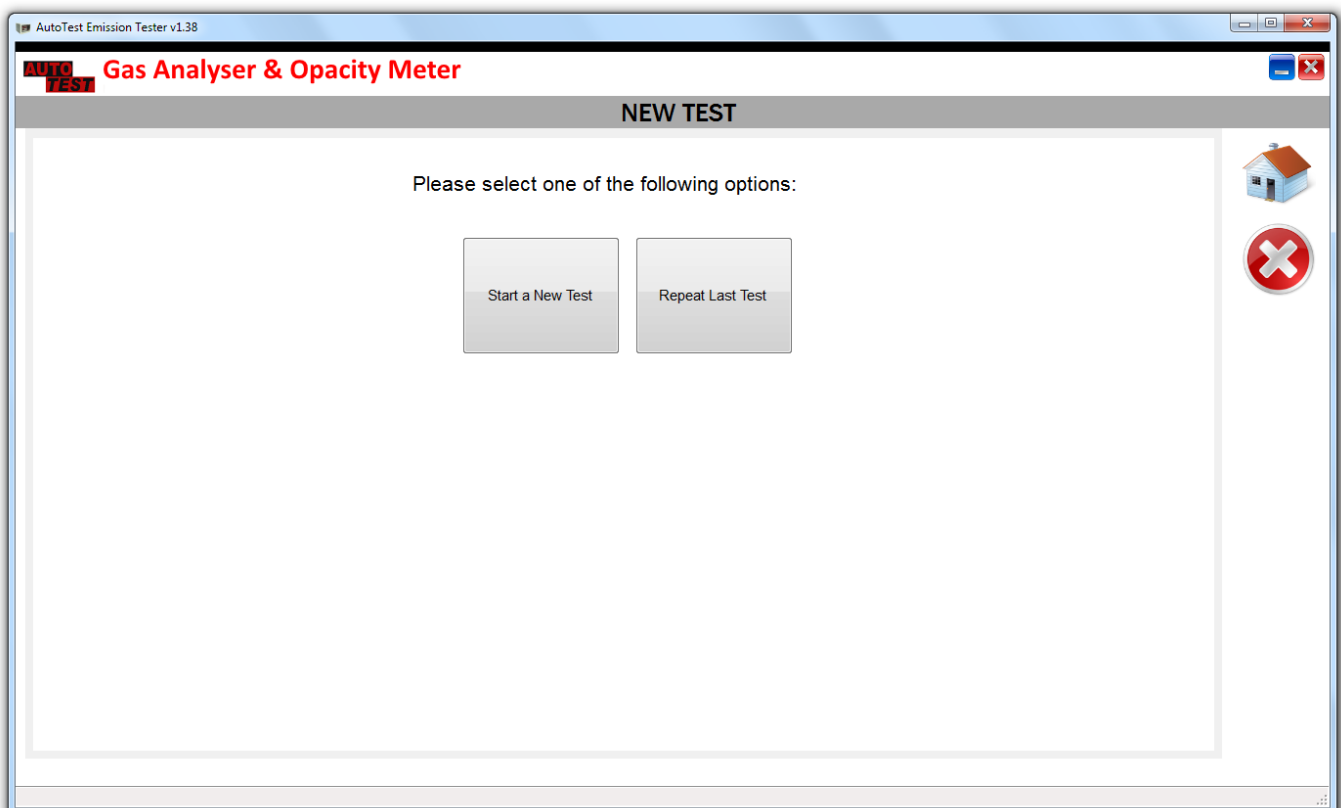 AutoTest Emission Tester v1.38
AUTO
TEST
Gas Analyser & Opacity Meter
NEW TEST
Please select one of the following options:
Start a New Test
Repeat Last Test